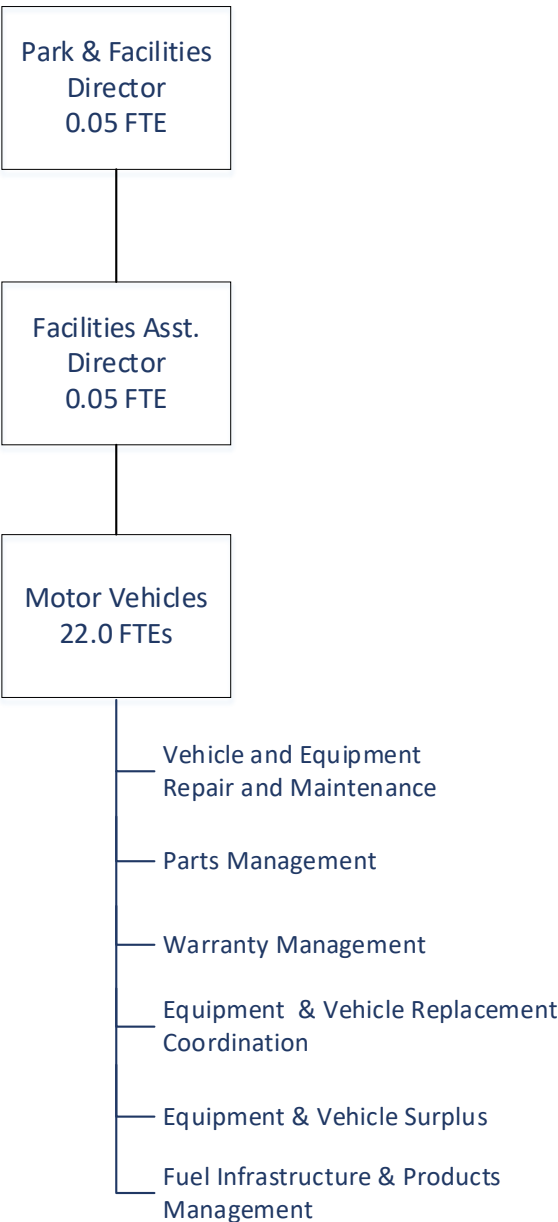 Park & Facilities
Director
0.05 FTE
Facilities Asst.
Director
0.05 FTE
Motor Vehicles
22.0 FTEs
Vehicle and Equipment
Repair and Maintenance
Parts Management
Warranty Management
Equipment & Vehicle Replacement
Coordination
Equipment & Vehicle Surplus
Fuel Infrastructure & Products
Management